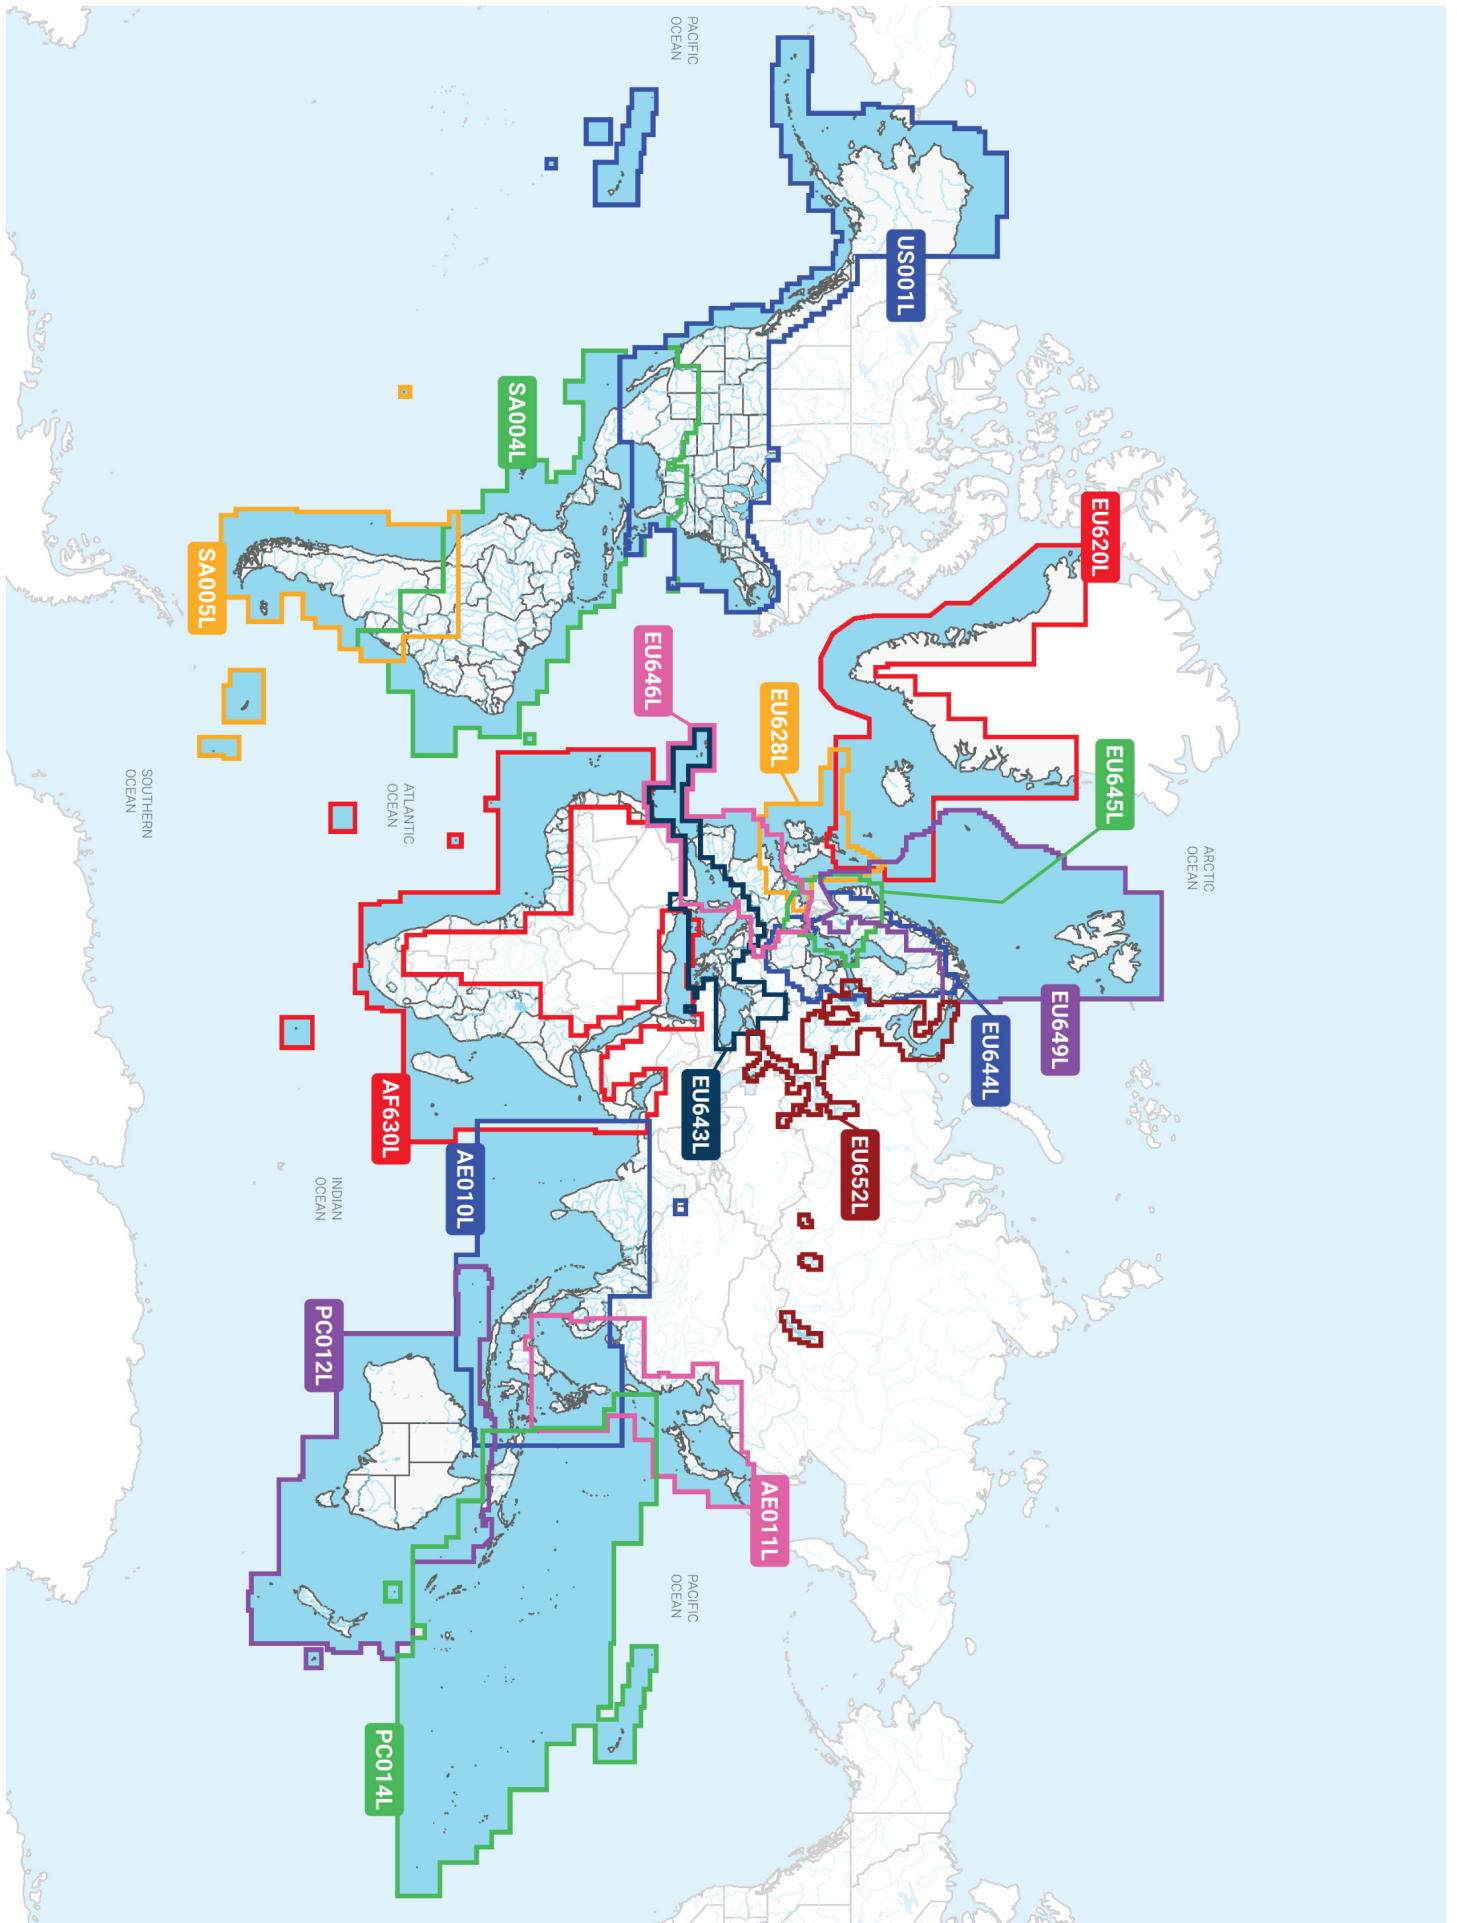 ARCTIC
OCEAN
EU620L
EU645L
EU649L
EU644L
US001L
EU628L
EU652L
EU646L
EU643L
PACIFIC
OCEAN
AE011L
PACIFIC
OCEAN
SA004L
AE010L
ATLANTIC
OCEAN
AF630L
PC014L
INDIAN
OCEAN
PC012L
SA005L
SOUTHERN
OCEAN